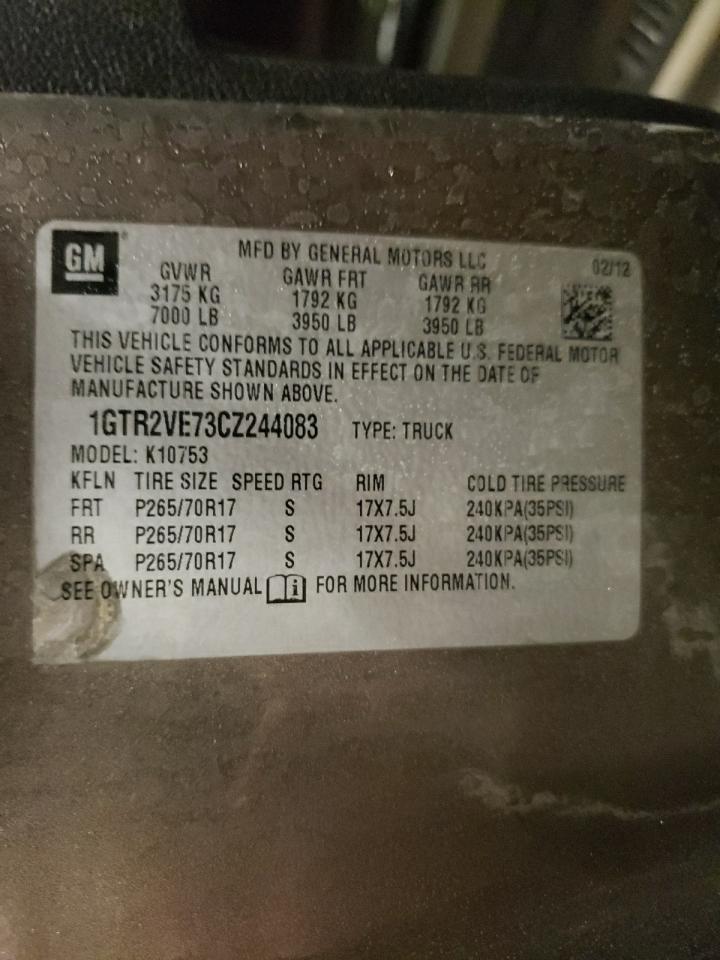 GM
MFD BY GENERAL MOTORS LLC 02/12
GVWR GAWR FRT GAWR RR
3175 KG 1792 KG 1792 KG
7000 LB 3950 LB 3950 LB
THIS VEHICLE CONFORMS TO ALL APPLICABLE U.S. FEDERAL MOTOR
VEHICLE SAFETY STANDARDS IN EFFECT ON THE DATE OF
MANUFACTURE SHOWN ABOVE.
1GTR2VE73CZ244083 TYPE: TRUCK
MODEL: K10753
KFLN TIRE SIZE SPEED RTG RIM COLD TIRE PRESSURE
FRT P265/70R17 S 17X7.5J 240KPA(35PSI)
RR P265/70R17 S 17X7.5J 240KPA(35PSI)
SPA P265/70R17 S 17X7.5J 240KPA(35PSI)
SEE OWNER'S MANUAL i FOR MORE INFORMATION.